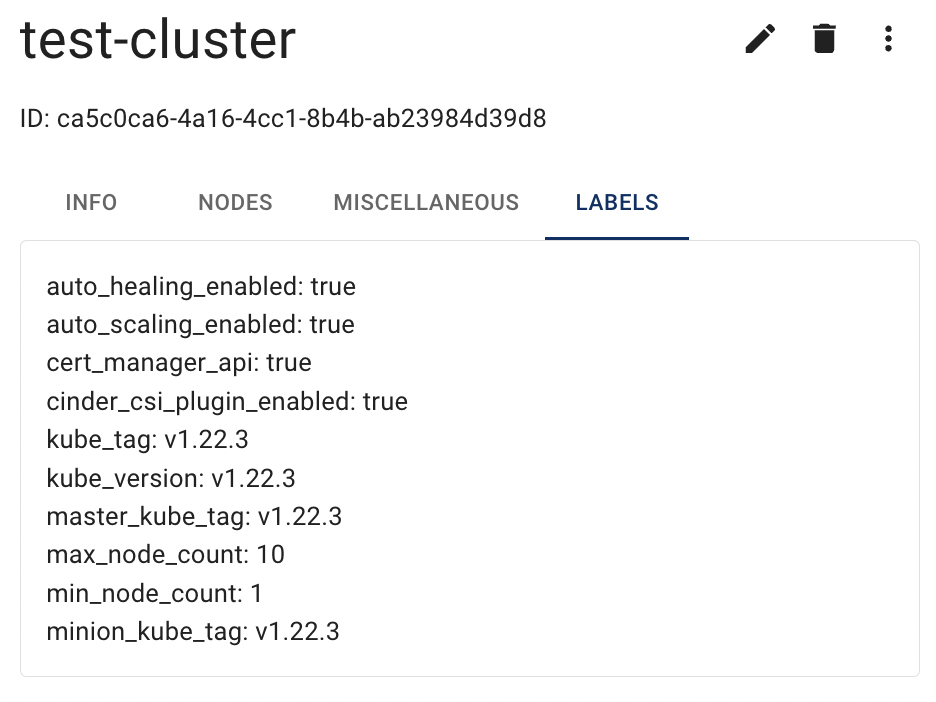 test-cluster
ID: ca5c0ca6-4a16-4cc1-8b4b-ab23984d39d8
INFO NODES MISCELLANEOUS LABELS
auto_healing_enabled: true
auto_scaling_enabled: true
cert_manager_api: true
cinder_csi_plugin_enabled: true
kube_tag: v1.22.3
kube_version: v1.22.3
master_kube_tag: v1.22.3
max_node_count: 10
min_node_count: 1
minion_kube_tag: v1.22.3